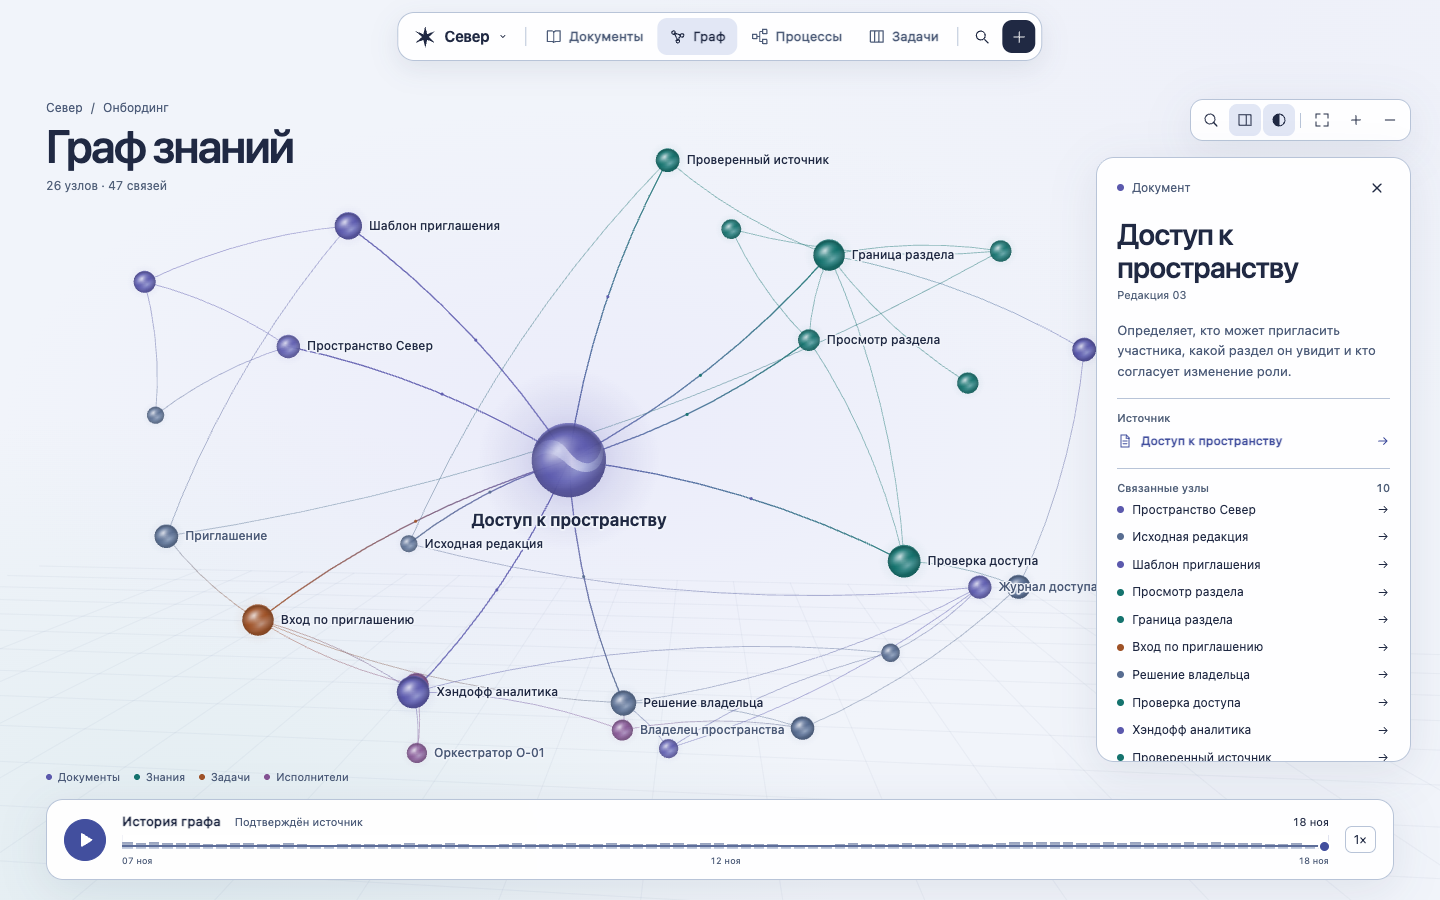 Север
Документы
Граф
Процессы
Задачи
Север / Онбординг
Граф знаний
26 узлов · 47 связей
Проверенный источник
Шаблон приглашения
Граница раздела
Пространство Север
Просмотр раздела
Доступ к пространству
Приглашение
Исходная редакция
Проверка доступа
Журнал доступа
Вход по приглашению
Хэндофф аналитика
Решение владельца
Владелец пространства
Оркестратор О-01
Документ
Доступ к
пространству
Редакция 03
Определяет, кто может пригласить
участника, какой раздел он увидит и кто
согласует изменение роли.
Источник
Доступ к пространству →
Связанные узлы 10
Пространство Север →
Исходная редакция →
Шаблон приглашения →
Просмотр раздела →
Граница раздела →
Вход по приглашению →
Решение владельца →
Проверка доступа →
Хэндофф аналитика →
Проверенный источник →
Документы
Знания
Задачи
Исполнители
История графа Подтверждён источник 18 ноя
1×
07 ноя 12 ноя 18 ноя